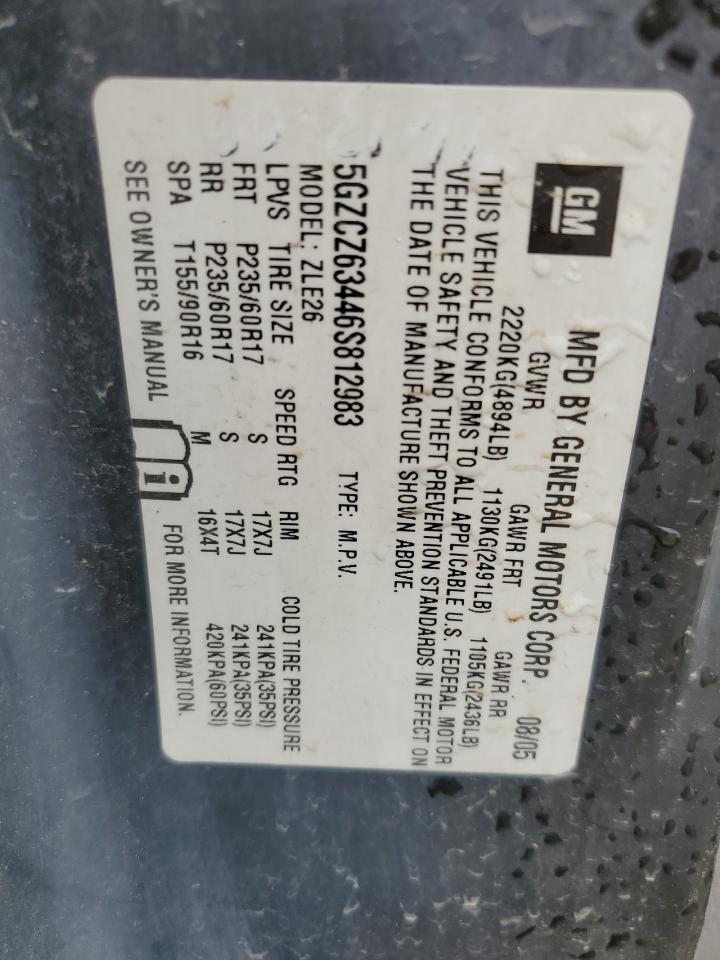 GM
MFD BY GENERAL MOTORS CORP. 08/05
GVWR GAWR FRT GAWR RR
2220KG(4894LB) 1130KG(2491LB) 1105KG(2436LB)
THIS VEHICLE CONFORMS TO ALL APPLICABLE U.S. FEDERAL MOTOR
VEHICLE SAFETY AND THEFT PREVENTION STANDARDS IN EFFECT ON
THE DATE OF MANUFACTURE SHOWN ABOVE.
5GZCZ63446S812983 TYPE: M.P.V.
MODEL: ZLE26
LPVS TIRE SIZE SPEED RTG RIM COLD TIRE PRESSURE
FRT P235/60R17 S 17X7J 241KPA(35PSI)
RR P235/60R17 S 17X7J 241KPA(35PSI)
SPA T155/90R16 M 16X4T 420KPA(60PSI)
SEE OWNER'S MANUAL i FOR MORE INFORMATION.